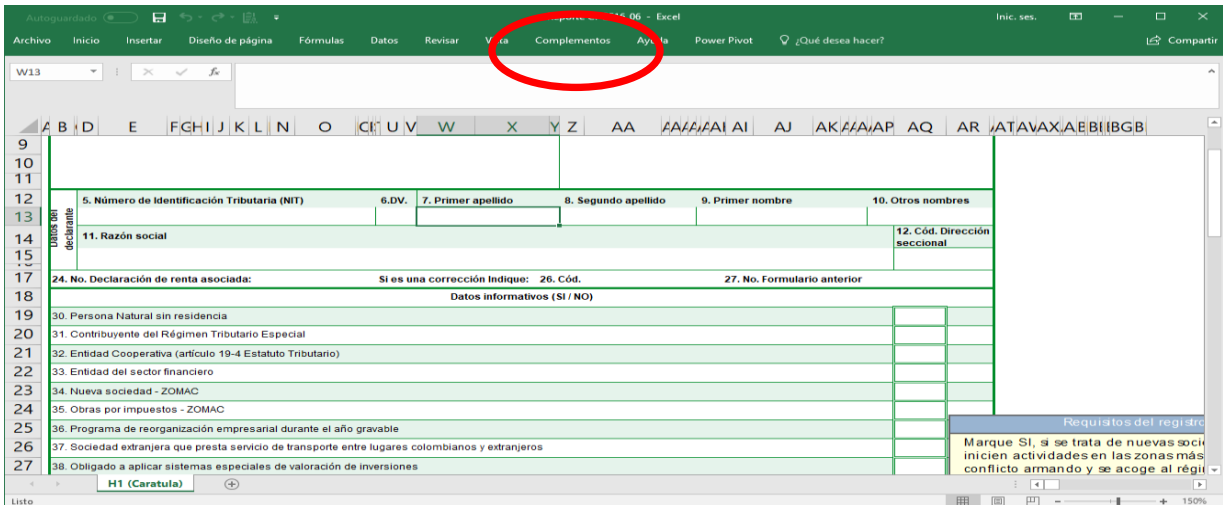 Autoguardado
16.06 - Excel
Inic. ses.
Archivo Inicio Insertar Diseño de página Fórmulas Datos Revisar Complementos Power Pivot ¿Qué desea hacer? Compartir
W13 fx
B D E F G H I J K L N O U V W X Y Z AA AI AJ AK AP AQ AR
9
10
11
12 5. Número de Identificación Tributaria (NIT) 6.DV. 7. Primer apellido 8. Segundo apellido 9. Primer nombre 10. Otros nombres
13
Datos del declarante
14 11. Razón social 12. Cód. Dirección
seccional
15
17 24. No. Declaración de renta asociada: Si es una corrección Indique: 26. Cód. 27. No. Formulario anterior
18 Datos informativos (SI / NO)
19 30. Persona Natural sin residencia
20 31. Contribuyente del Régimen Tributario Especial
21 32. Entidad Cooperativa (artículo 19-4 Estatuto Tributario)
22 33. Entidad del sector financiero
23 34. Nueva sociedad - ZOMAC
24 35. Obras por impuestos - ZOMAC
25 36. Programa de reorganización empresarial durante el año gravable
26 37. Sociedad extranjera que presta servicio de transporte entre lugares colombianos y extranjeros
27 38. Obligado a aplicar sistemas especiales de valoración de inversiones
Requisitos del registro
Marque SI, si se trata de nuevas soci
inicien actividades en las zonas más
conflicto armando y se acoge al régi
H1 (Caratula)
Listo 150%